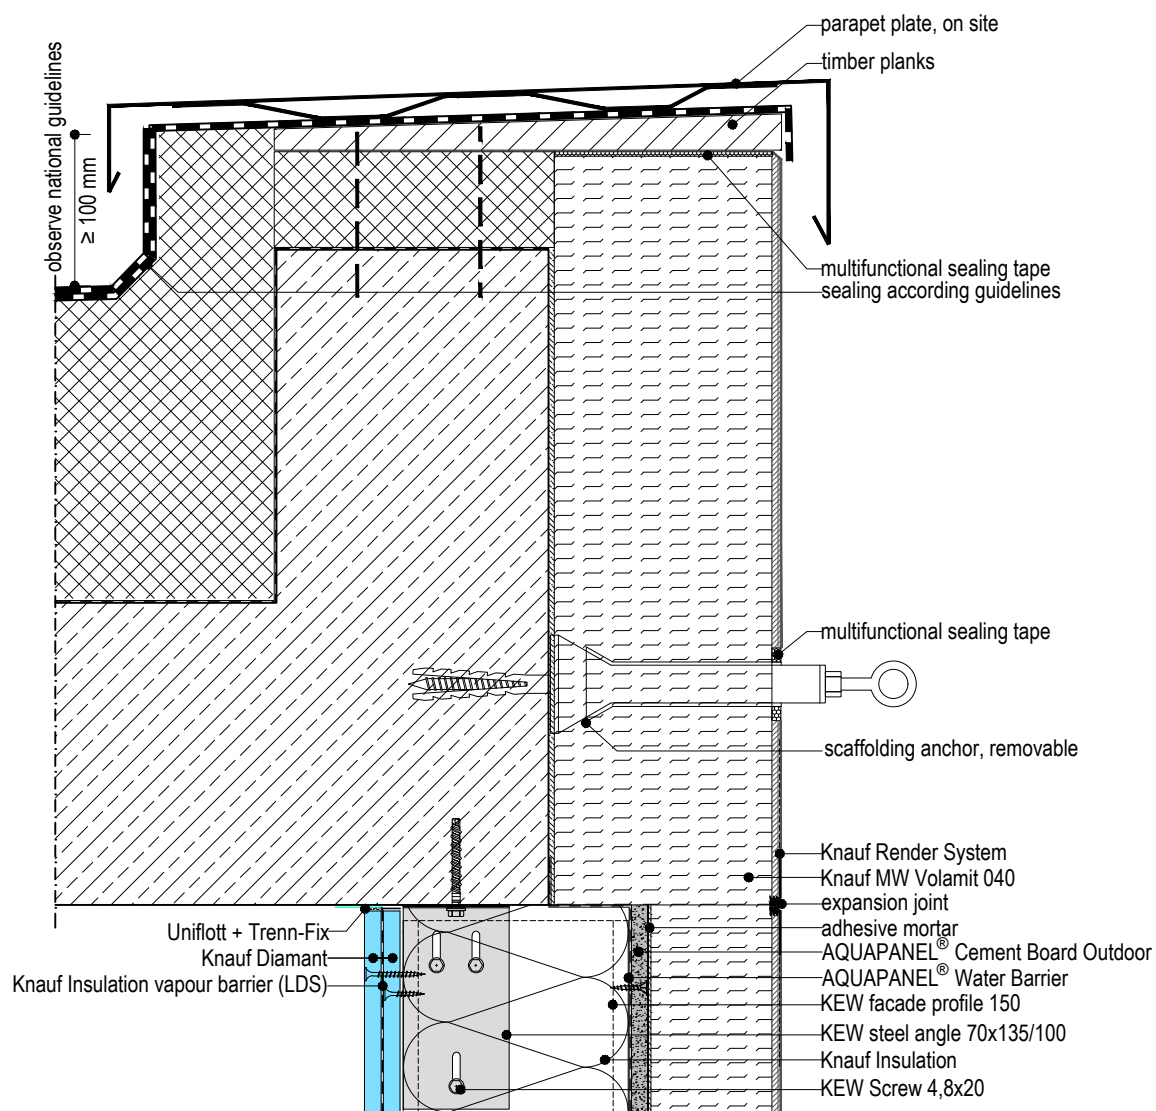 parapet plate, on site
timber planks
observe national guidelines
≥ 100 mm
multifunctional sealing tape
sealing according guidelines
multifunctional sealing tape
scaffolding anchor, removable
Knauf Render System
Knauf MW Volamit 040
expansion joint
adhesive mortar
AQUAPANEL® Cement Board Outdoor
AQUAPANEL® Water Barrier
KEW facade profile 150
KEW steel angle 70x135/100
Knauf Insulation
KEW Screw 4,8x20
Uniflott + Trenn-Fix
Knauf Diamant
Knauf Insulation vapour barrier (LDS)